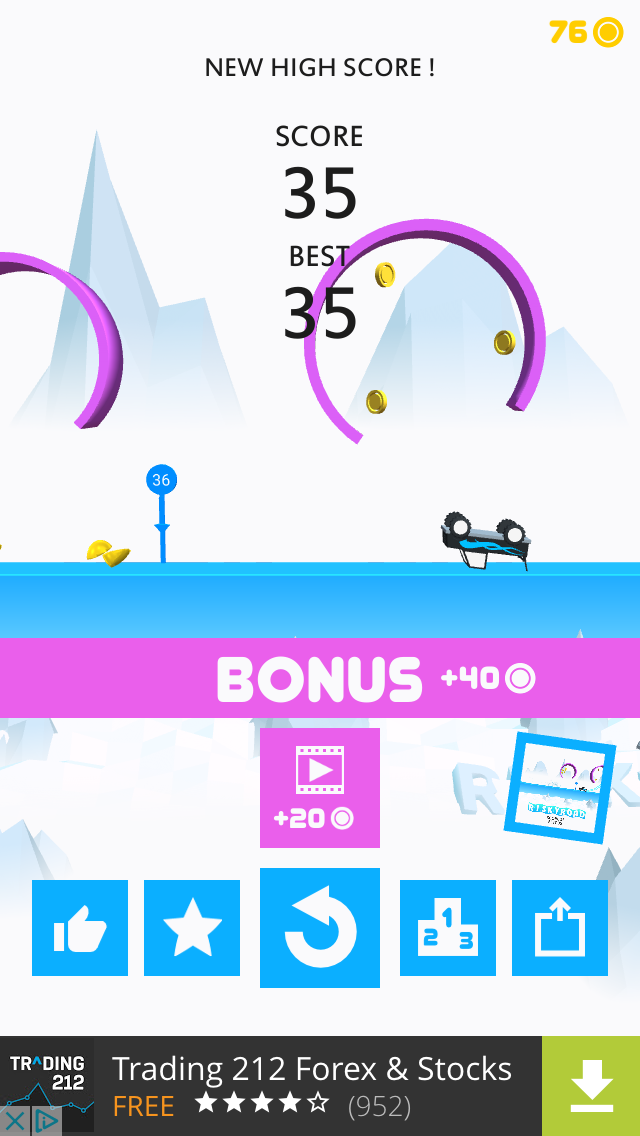 76
NEW HIGH SCORE !
SCORE
35
BEST
35
36
BONUS +40
+20
RISKYROAD
1
2 3
TRADING
212
Trading 212 Forex & Stocks
FREE (952)